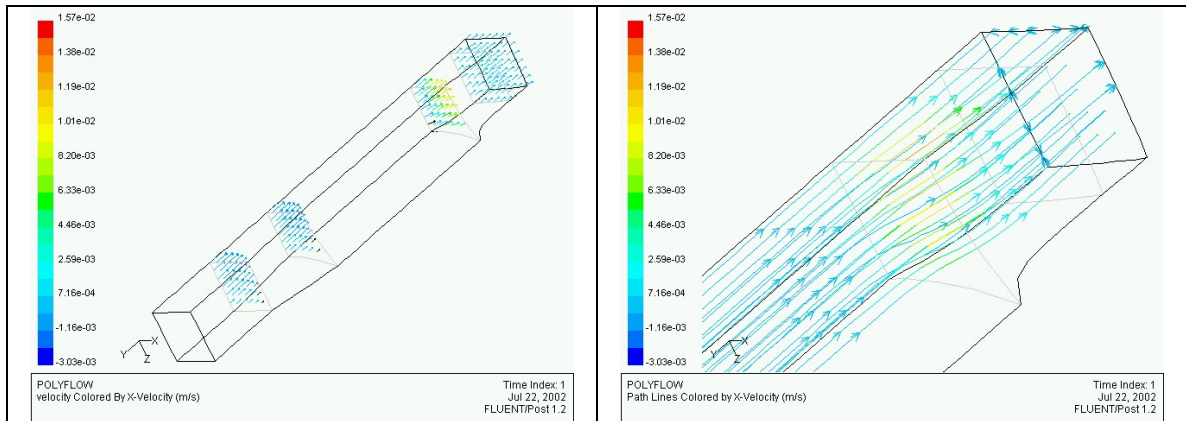 1.57e-02
1.38e-02
1.19e-02
1.01e-02
8.20e-03
6.33e-03
4.46e-03
2.59e-03
7.16e-04
-1.16e-03
-3.03e-03
Y X
Z
POLYFLOW
velocity Colored By X-Velocity (m/s)
Time Index: 1
Jul 22, 2002
FLUENT/Post 1.2
1.57e-02
1.38e-02
1.19e-02
1.01e-02
8.20e-03
6.33e-03
4.46e-03
2.59e-03
7.16e-04
-1.16e-03
-3.03e-03
Y X
Z
POLYFLOW
Path Lines Colored by X-Velocity (m/s)
Time Index: 1
Jul 22, 2002
FLUENT/Post 1.2